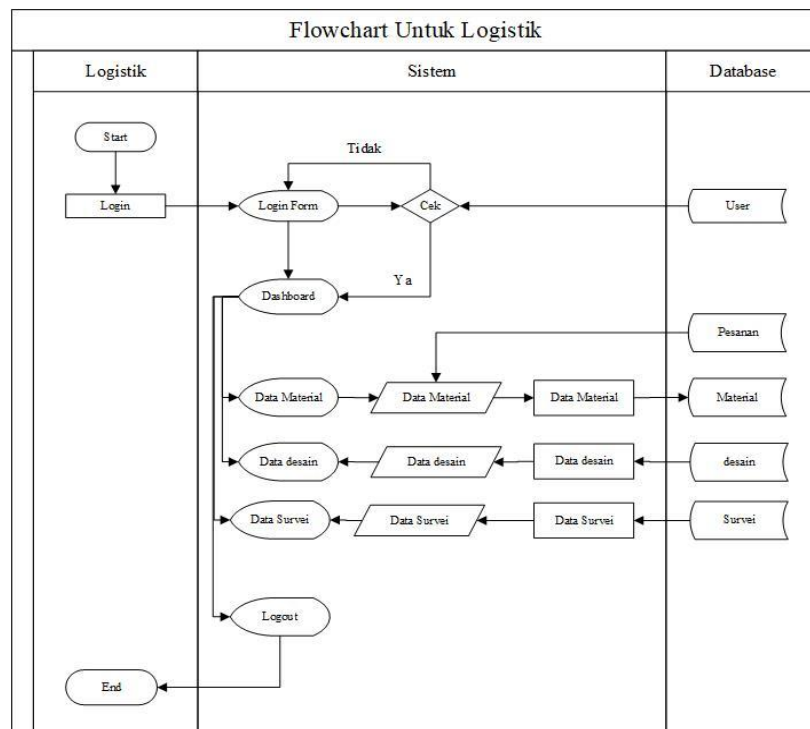 Flowchart Untuk Logistik
Logistik
Sistem
Database
Start
Tidak
Login
Login Form
Cek
User
Ya
Dashboard
Pesanan
Data Material
Data Material
Data Material
Material
Data desain
Data desain
Data desain
desain
Data Survei
Data Survei
Data Survei
Survei
Logout
End